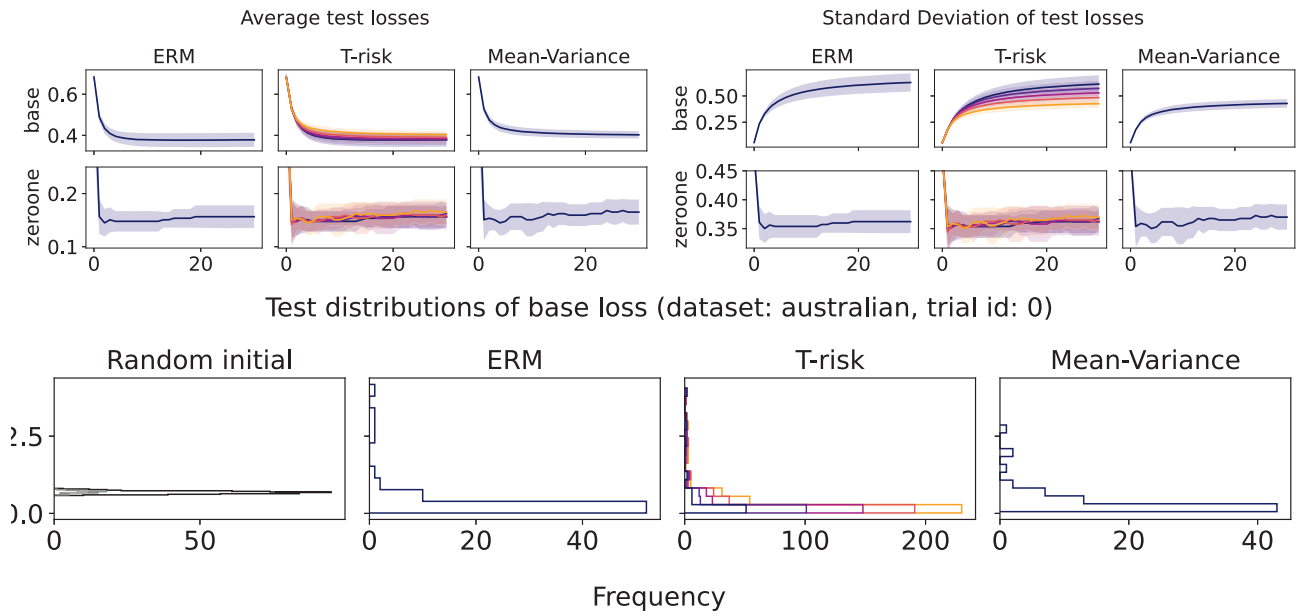 Average test losses
Standard Deviation of test losses
ERM T-risk Mean-Variance
ERM T-risk Mean-Variance
base
0.6
0.4
base
0.50
0.25
zeroone
0.2
0.1
zeroone
0.45
0.40
0.35
0 20 0 20 0 20
0 20 0 20 0 20
Test distributions of base loss (dataset: australian, trial id: 0)
Random initial ERM T-risk Mean-Variance
2.5
0.0
0 50 0 20 40 0 100 200 0 20 40
Frequency